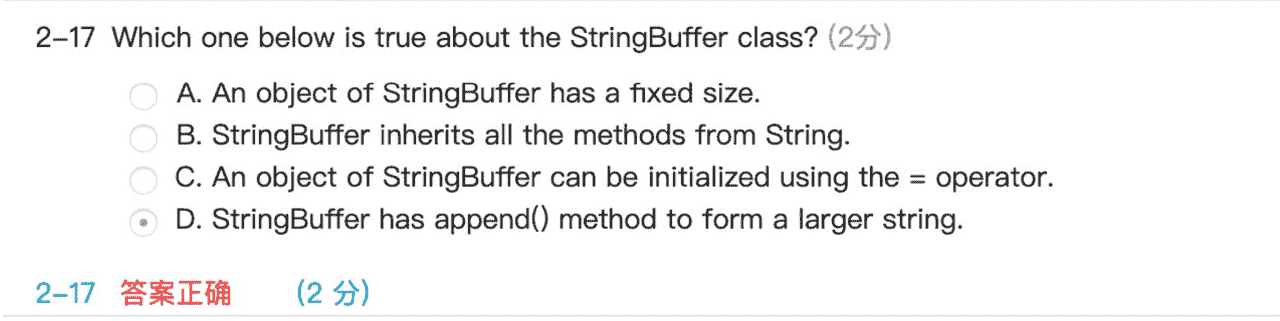 2–17 Which one below is true about the StringBuffer class? (2分)
A. An object of StringBuffer has a fixed size.
B. StringBuffer inherits all the methods from String.
C. An object of StringBuffer can be initialized using the = operator.
D. StringBuffer has append() method to form a larger string.
2–17 答案正确 (2 分)